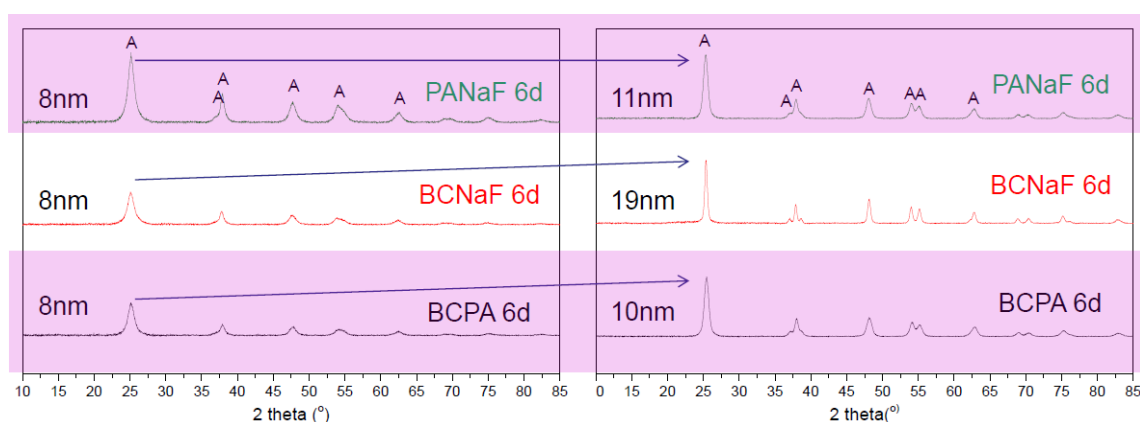 A
A
A
A
A
A
8nm
PANaF 6d
8nm
BCNaF 6d
8nm
BCPA 6d
10 15 20 25 30 35 40 45 50 55 60 65 70 75 80 85
2 theta (°)
A
A
A
A
A
A
A
11nm
PANaF 6d
19nm
BCNaF 6d
10nm
BCPA 6d
0 15 20 25 30 35 40 45 50 55 60 65 70 75 80 85
2 theta(°)